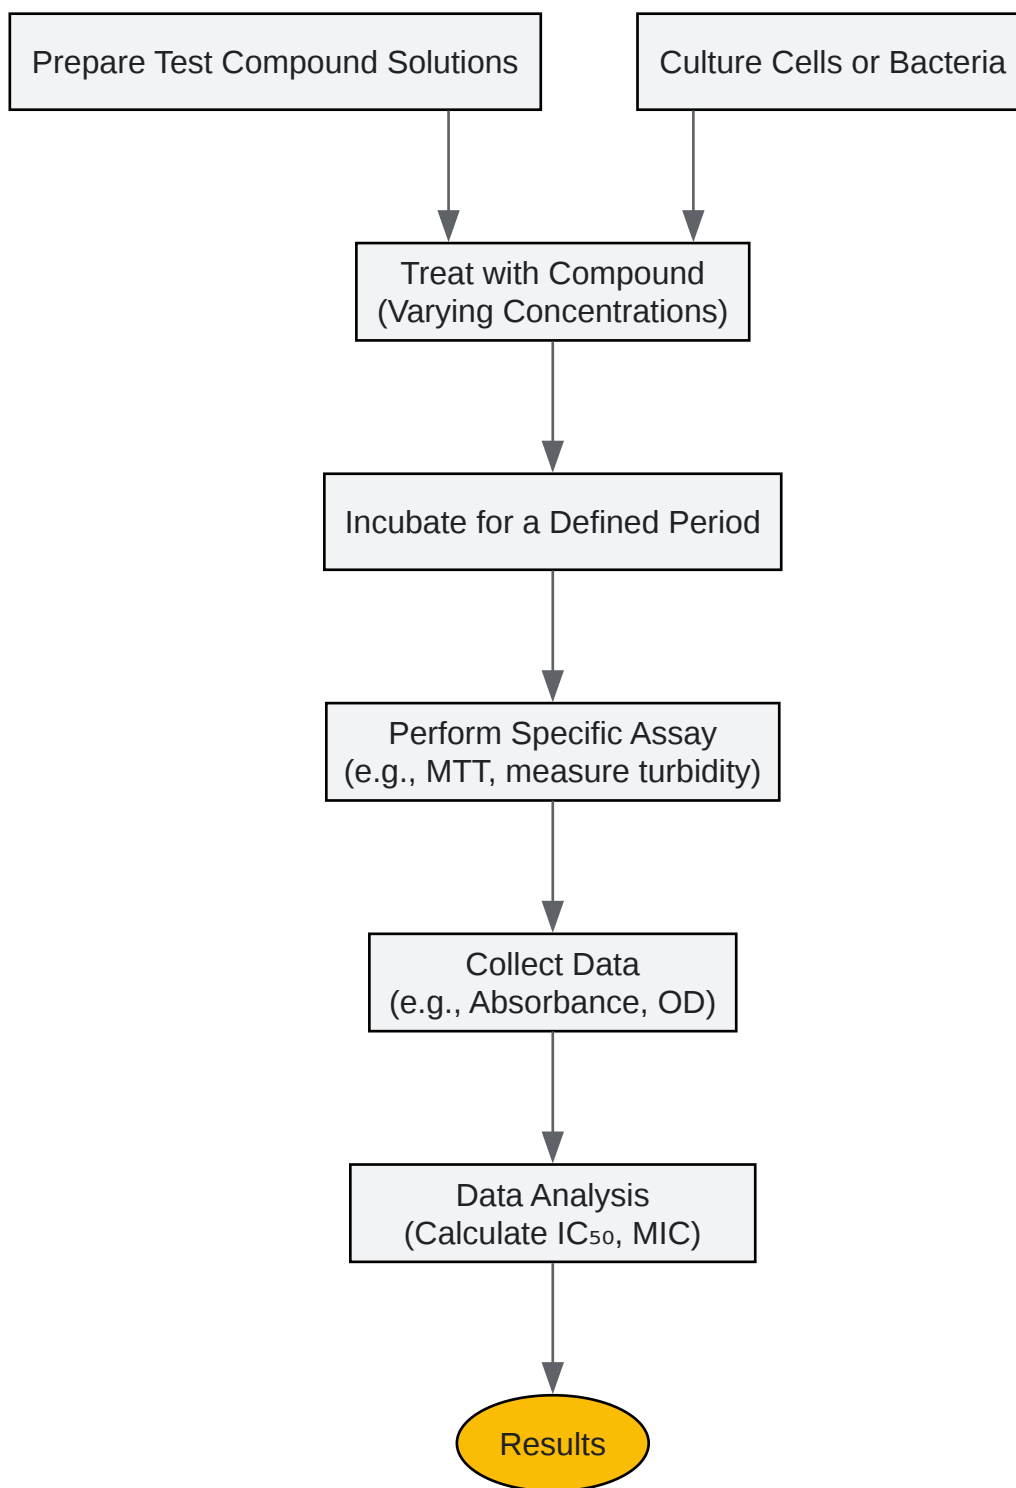 Prepare Test Compound Solutions
Culture Cells or Bacteria
Treat with Compound
(Varying Concentrations)
Incubate for a Defined Period
Perform Specific Assay
(e.g., MTT, measure turbidity)
Collect Data
(e.g., Absorbance, OD)
Data Analysis
(Calculate IC₅₀, MIC)
Results